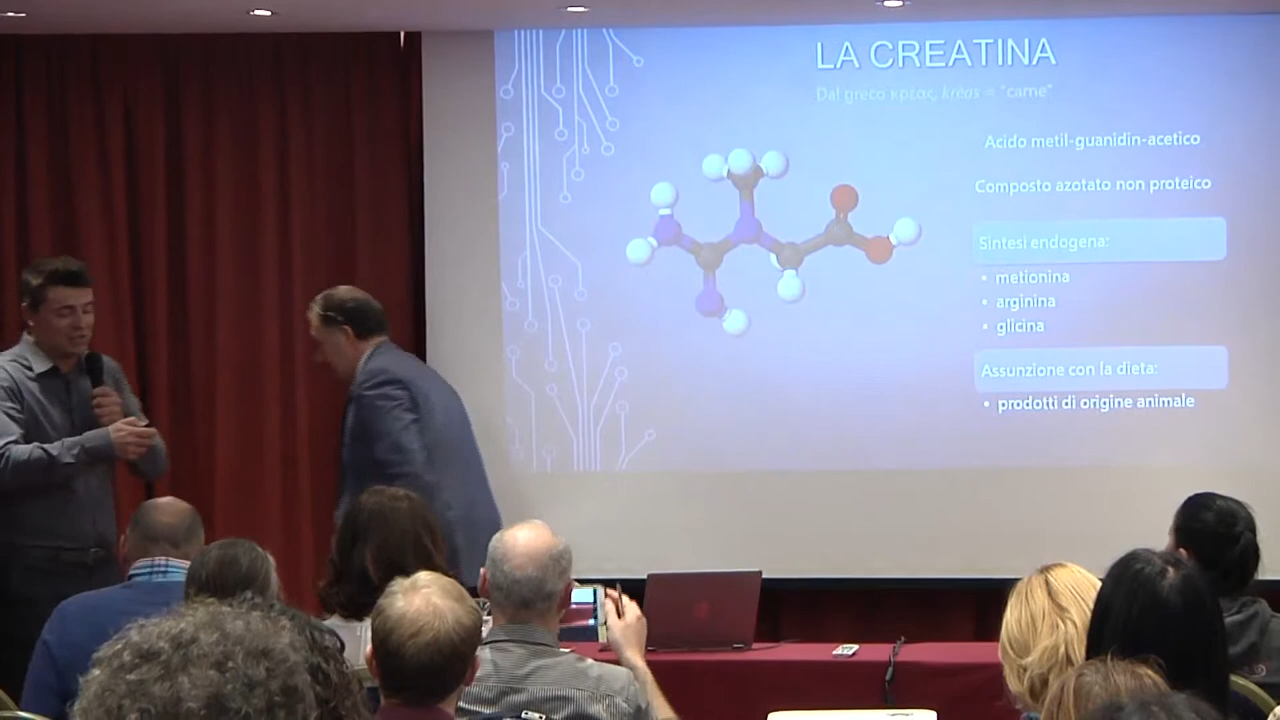 LA CREATINA
Dal greco κρέας, kreas = "carne"
Acido metil-guanidin-acetico
Composto azotato non proteico
Sintesi endogena:
• metionina
• arginina
• glicina
Assunzione con la dieta:
• prodotti di origine animale